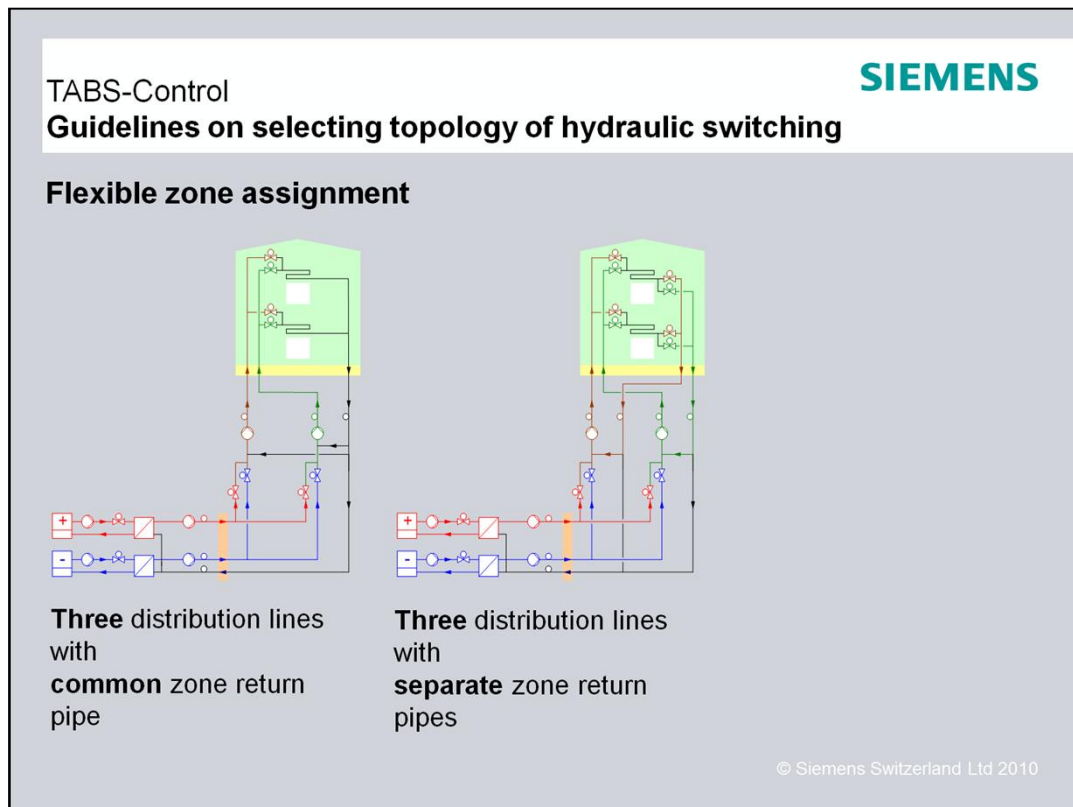 SIEMENS
TABS-Control
Guidelines on selecting topology of hydraulic switching
Flexible zone assignment
+
-
+
-
Three distribution lines
with
common zone return
pipe
Three distribution lines
with
separate zone return
pipes
© Siemens Switzerland Ltd 2010